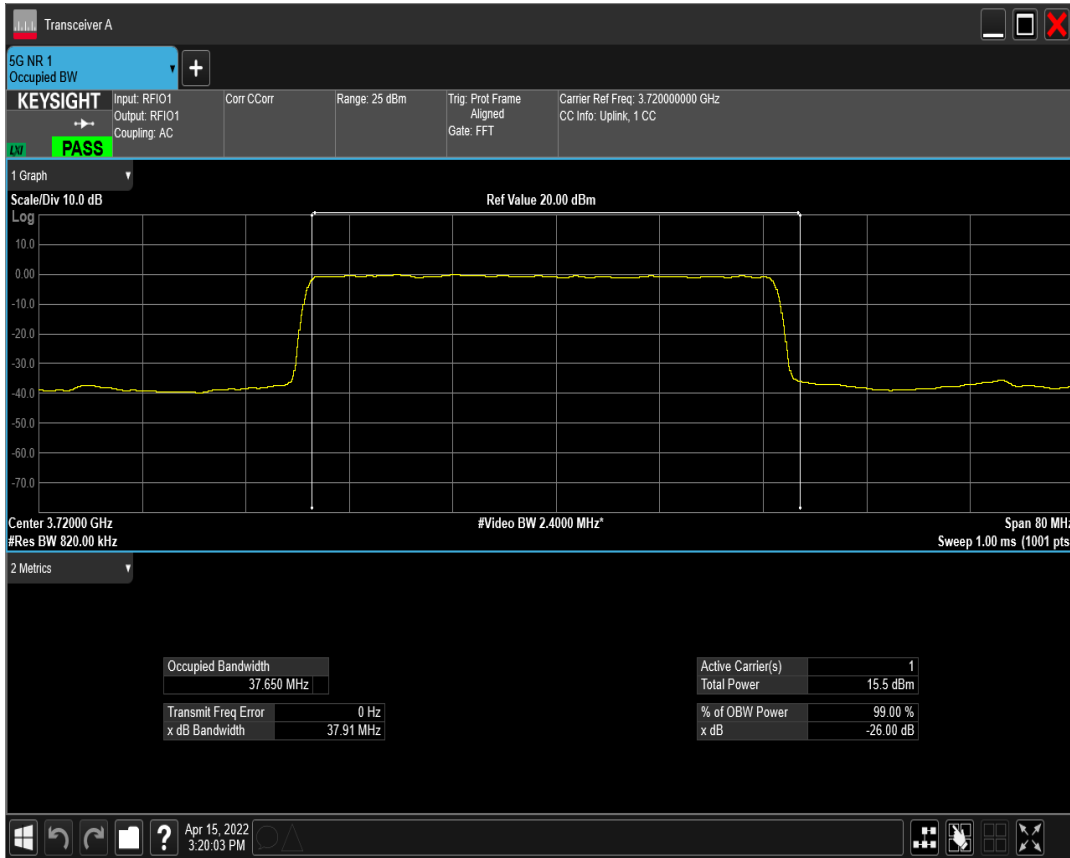 Transceiver A
5G NR 1
Occupied BW
+
KEYSIGHT
LXI
PASS
Input: RFIO1
Output: RFIO1
Coupling: AC
Corr CCorr
Range: 25 dBm
Trig: Prot Frame
Aligned
Gate: FFT
Carrier Ref Freq: 3.720000000 GHz
CC Info: Uplink, 1 CC
1 Graph
Scale/Div 10.0 dB
Ref Value 20.00 dBm
Log
10.0
0.00
-10.0
-20.0
-30.0
-40.0
-50.0
-60.0
-70.0
Center 3.72000 GHz
#Video BW 2.4000 MHz*
Span 80 MHz
#Res BW 820.00 kHz
Sweep 1.00 ms (1001 pts
2 Metrics
Occupied Bandwidth
37.650 MHz
Transmit Freq Error 0 Hz
x dB Bandwidth 37.91 MHz
Active Carrier(s) 1
Total Power 15.5 dBm
% of OBW Power 99.00 %
x dB -26.00 dB
?
Apr 15, 2022
3:20:03 PM